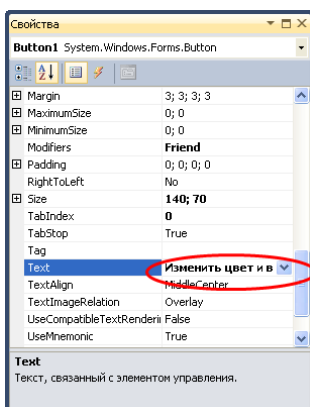 Свойства
Button1 System.Windows.Forms.Button
Margin 3; 3; 3; 3
MaximumSize 0; 0
MinimumSize 0; 0
Modifiers Friend
Padding 0; 0; 0; 0
RightToLeft No
Size 140; 70
TabIndex 0
TabStop True
Tag
Text Изменить цвет и в
TextAlign MiddleCenter
TextImageRelation Overlay
UseCompatibleTextRenderin False
UseMnemonic True
Text
Текст, связанный с элементом управления.